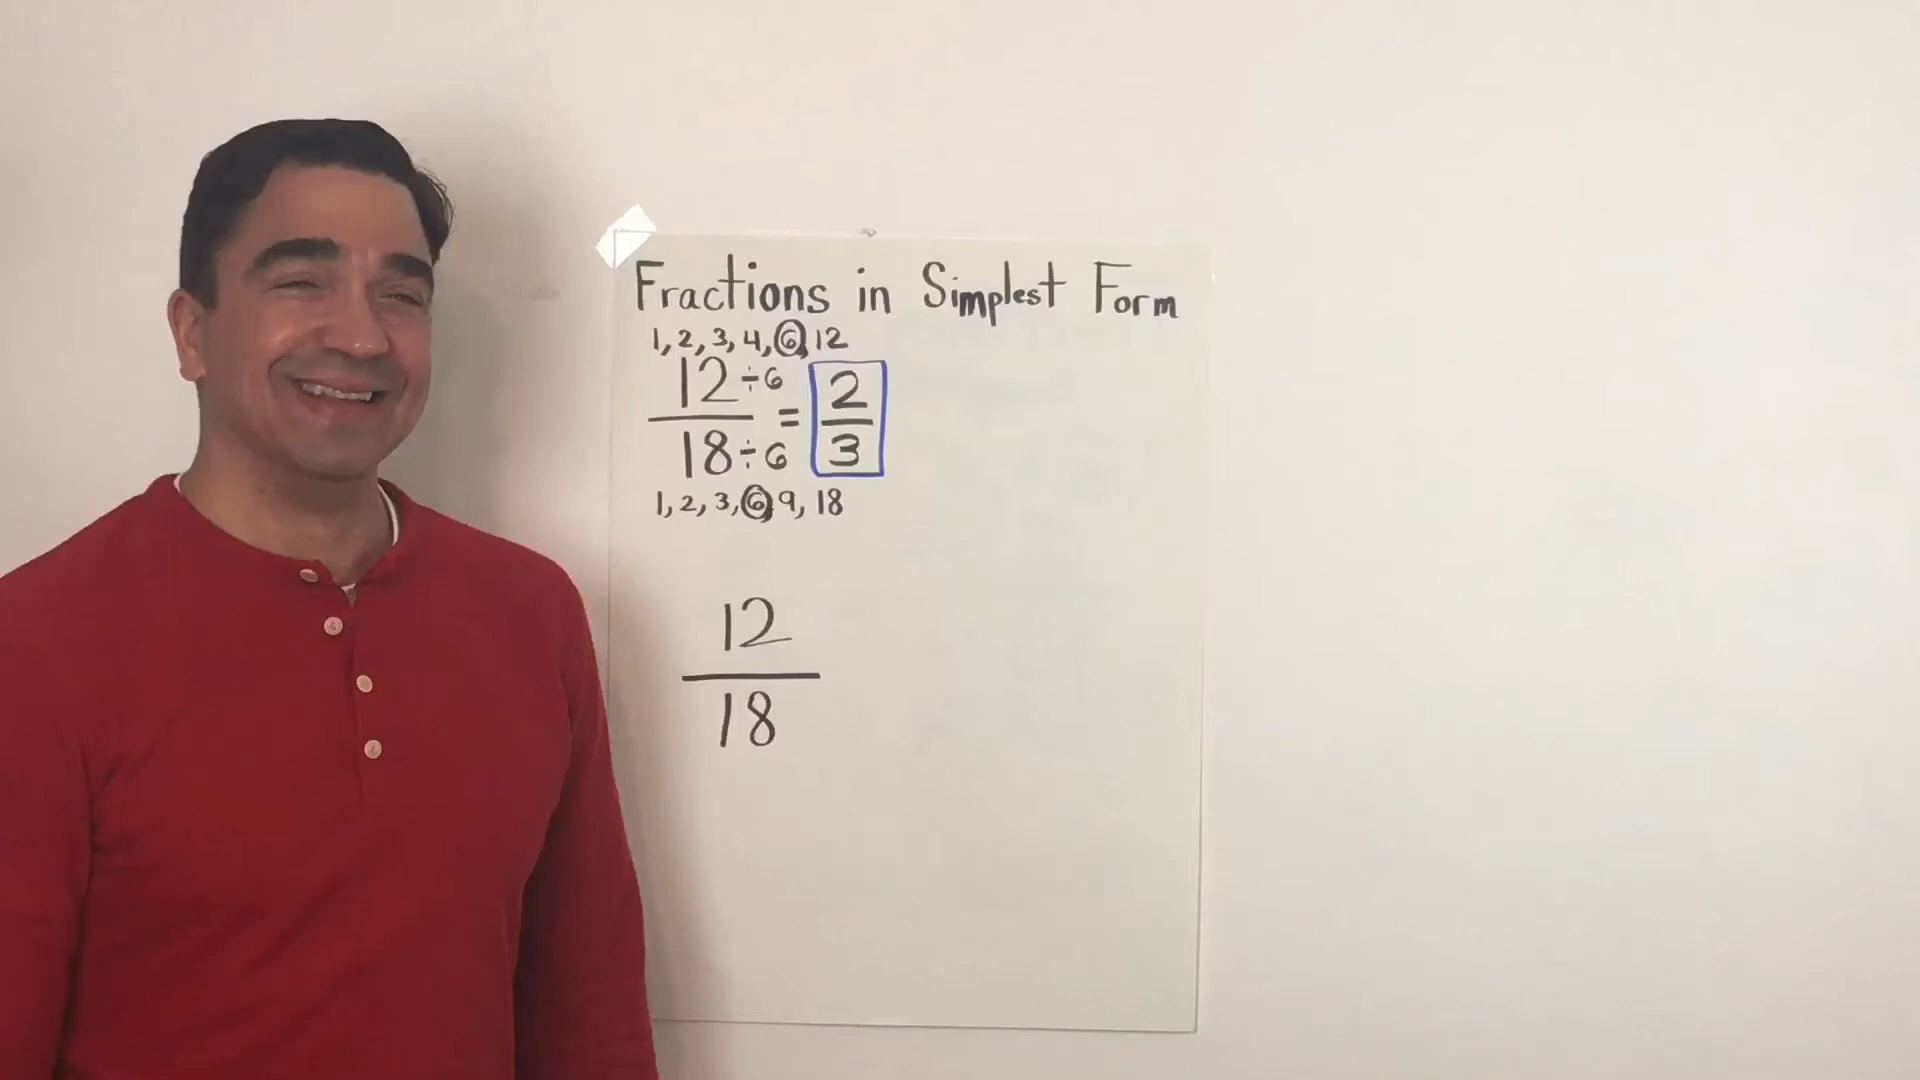 Fractions in Simplest Form
1, 2, 3, 4, 6, 12
12 ÷ 6 = 2
18 ÷ 6   3
1, 2, 3, 6, 9, 18
12
18